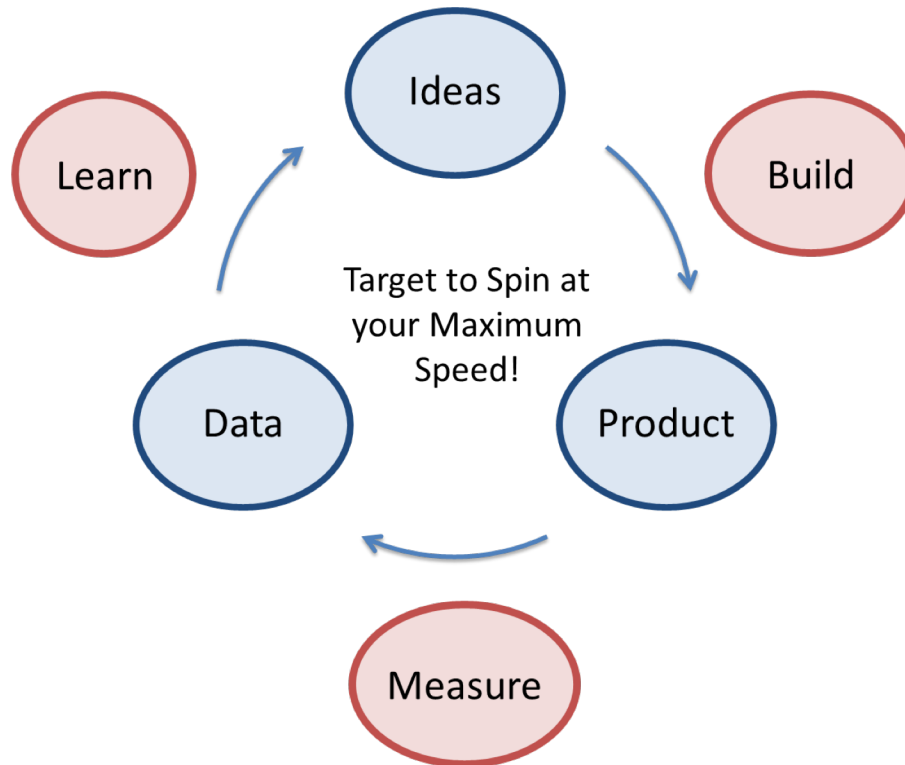 Ideas
Learn
Build
Target to Spin at
your Maximum
Speed!
Data
Product
Measure